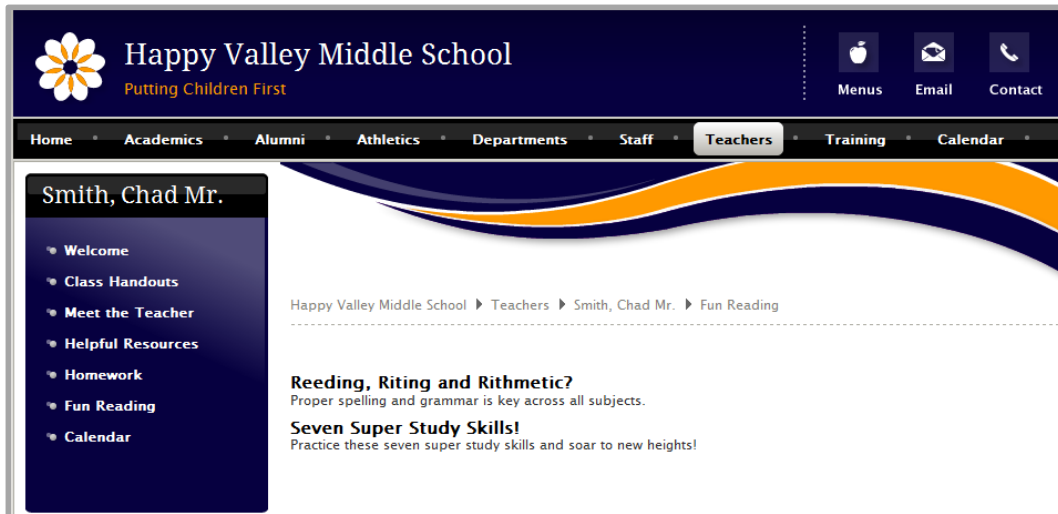 Happy Valley Middle School
Putting Children First
Menus Email Contact
Home Academics Alumni Athletics Departments Staff Teachers Training Calendar
Smith, Chad Mr.
Welcome
Class Handouts
Meet the Teacher
Helpful Resources
Homework
Fun Reading
Calendar
Happy Valley Middle School Teachers Smith, Chad Mr. Fun Reading
Reeding, Riting and Rithmetic?
Proper spelling and grammar is key across all subjects.
Seven Super Study Skills!
Practice these seven super study skills and soar to new heights!